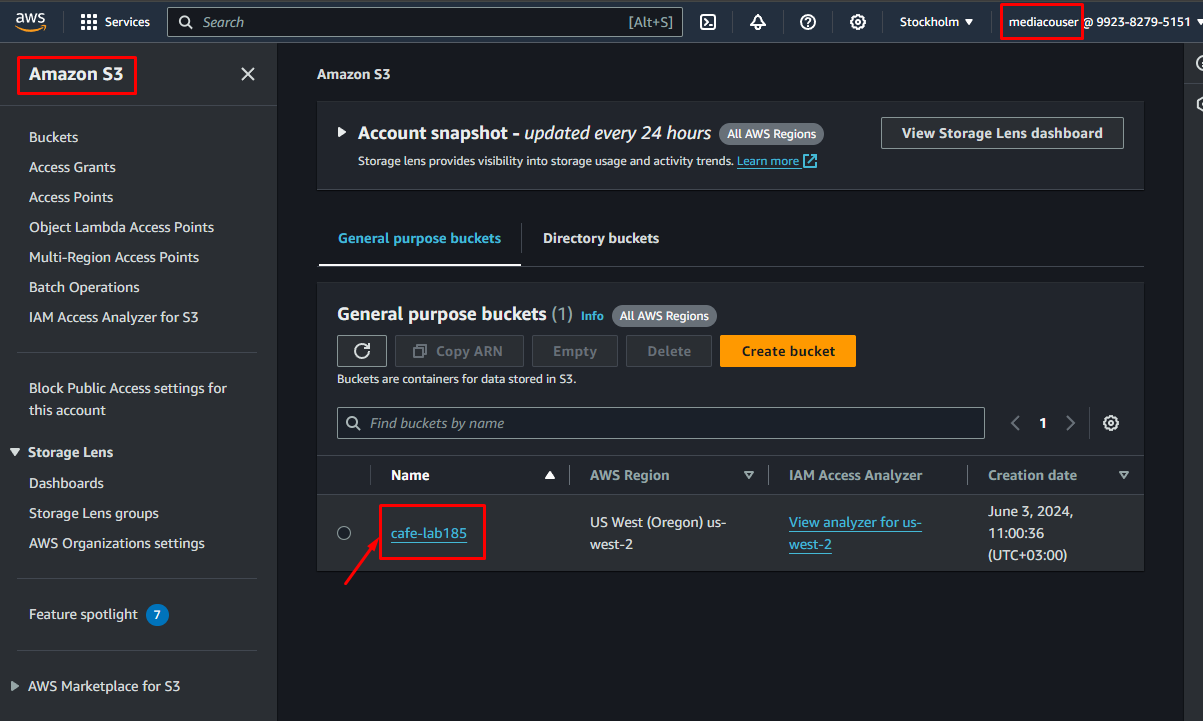 aws
Services
Search
[Alt+S]
Stockholm
mediacouser @ 9923-8279-5151
Amazon S3
Buckets
Access Grants
Access Points
Object Lambda Access Points
Multi-Region Access Points
Batch Operations
IAM Access Analyzer for S3
Block Public Access settings for
this account
Storage Lens
Dashboards
Storage Lens groups
AWS Organizations settings
Feature spotlight 7
AWS Marketplace for S3
Amazon S3
Account snapshot - updated every 24 hours All AWS Regions
Storage lens provides visibility into storage usage and activity trends. Learn more
View Storage Lens dashboard
General purpose buckets
Directory buckets
General purpose buckets (1) Info All AWS Regions
Copy ARN
Empty
Delete
Create bucket
Buckets are containers for data stored in S3.
Find buckets by name
1
Name
AWS Region
IAM Access Analyzer
Creation date
cafe-lab185
US West (Oregon) us-
west-2
View analyzer for us-
west-2
June 3, 2024,
11:00:36
(UTC+03:00)